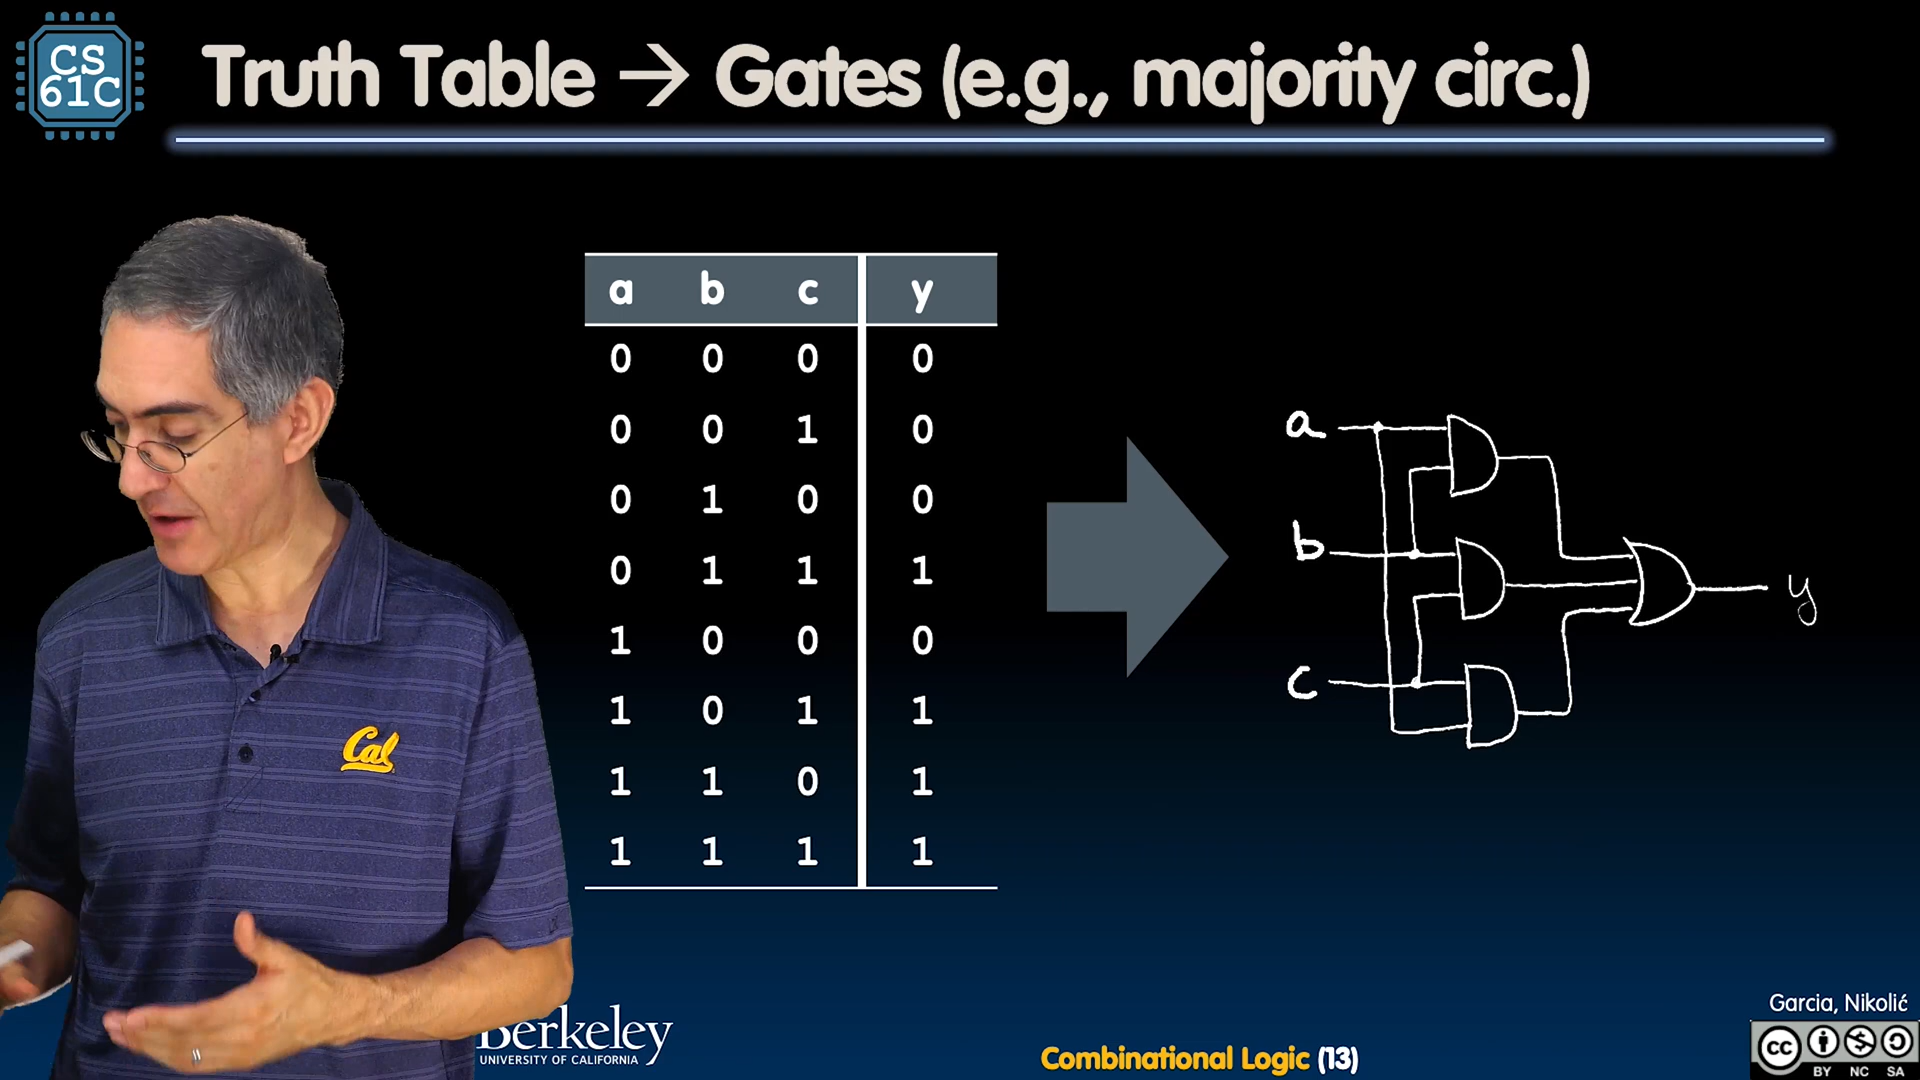 CS
61C
Truth Table → Gates (e.g., majority circ.)
a b c y
0 0 0 0
0 0 1 0
0 1 0 0
0 1 1 1
1 0 0 0
1 0 1 1
1 1 0 1
1 1 1 1
a
b
c
y
Cal
Berkeley
UNIVERSITY OF CALIFORNIA
Combinational Logic (13)
Garcia, Nikolić
cc
BY NC SA